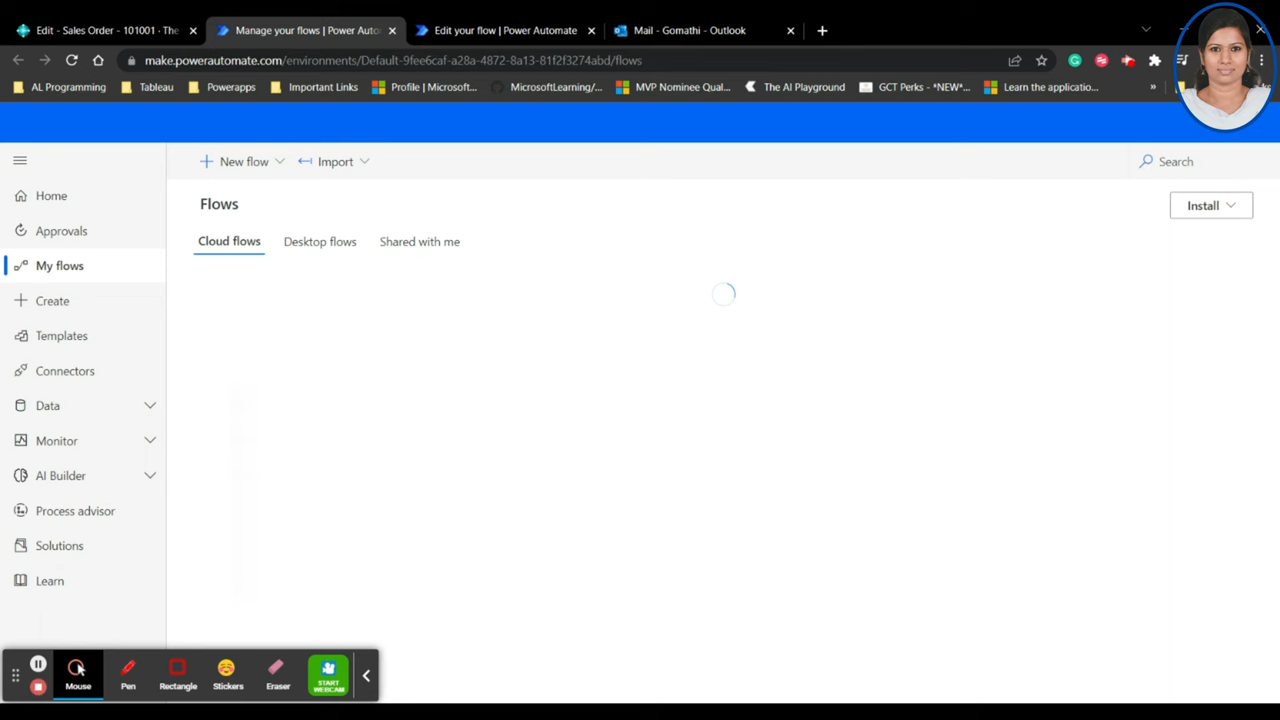 Edit - Sales Order - 101001 - The
Manage your flows | Power Auto
Edit your flow | Power Automate
Mail - Gomathi - Outlook
make.powerautomate.com/environments/Default-9fee6caf-a28a-4872-8a13-81f2f3274abd/flows
AL Programming
Tableau
Powerapps
Important Links
Profile | Microsoft...
MicrosoftLearning/...
MVP Nominee Qual...
The AI Playground
GCT Perks - *NEW*...
Learn the applicatio...
»
New flow
Import
Search
Flows
Install
Cloud flows
Desktop flows
Shared with me
Home
Approvals
My flows
Create
Templates
Connectors
Data
Monitor
AI Builder
Process advisor
Solutions
Learn
Mouse
Pen
Rectangle
Stickers
Eraser
START
WEBCAM